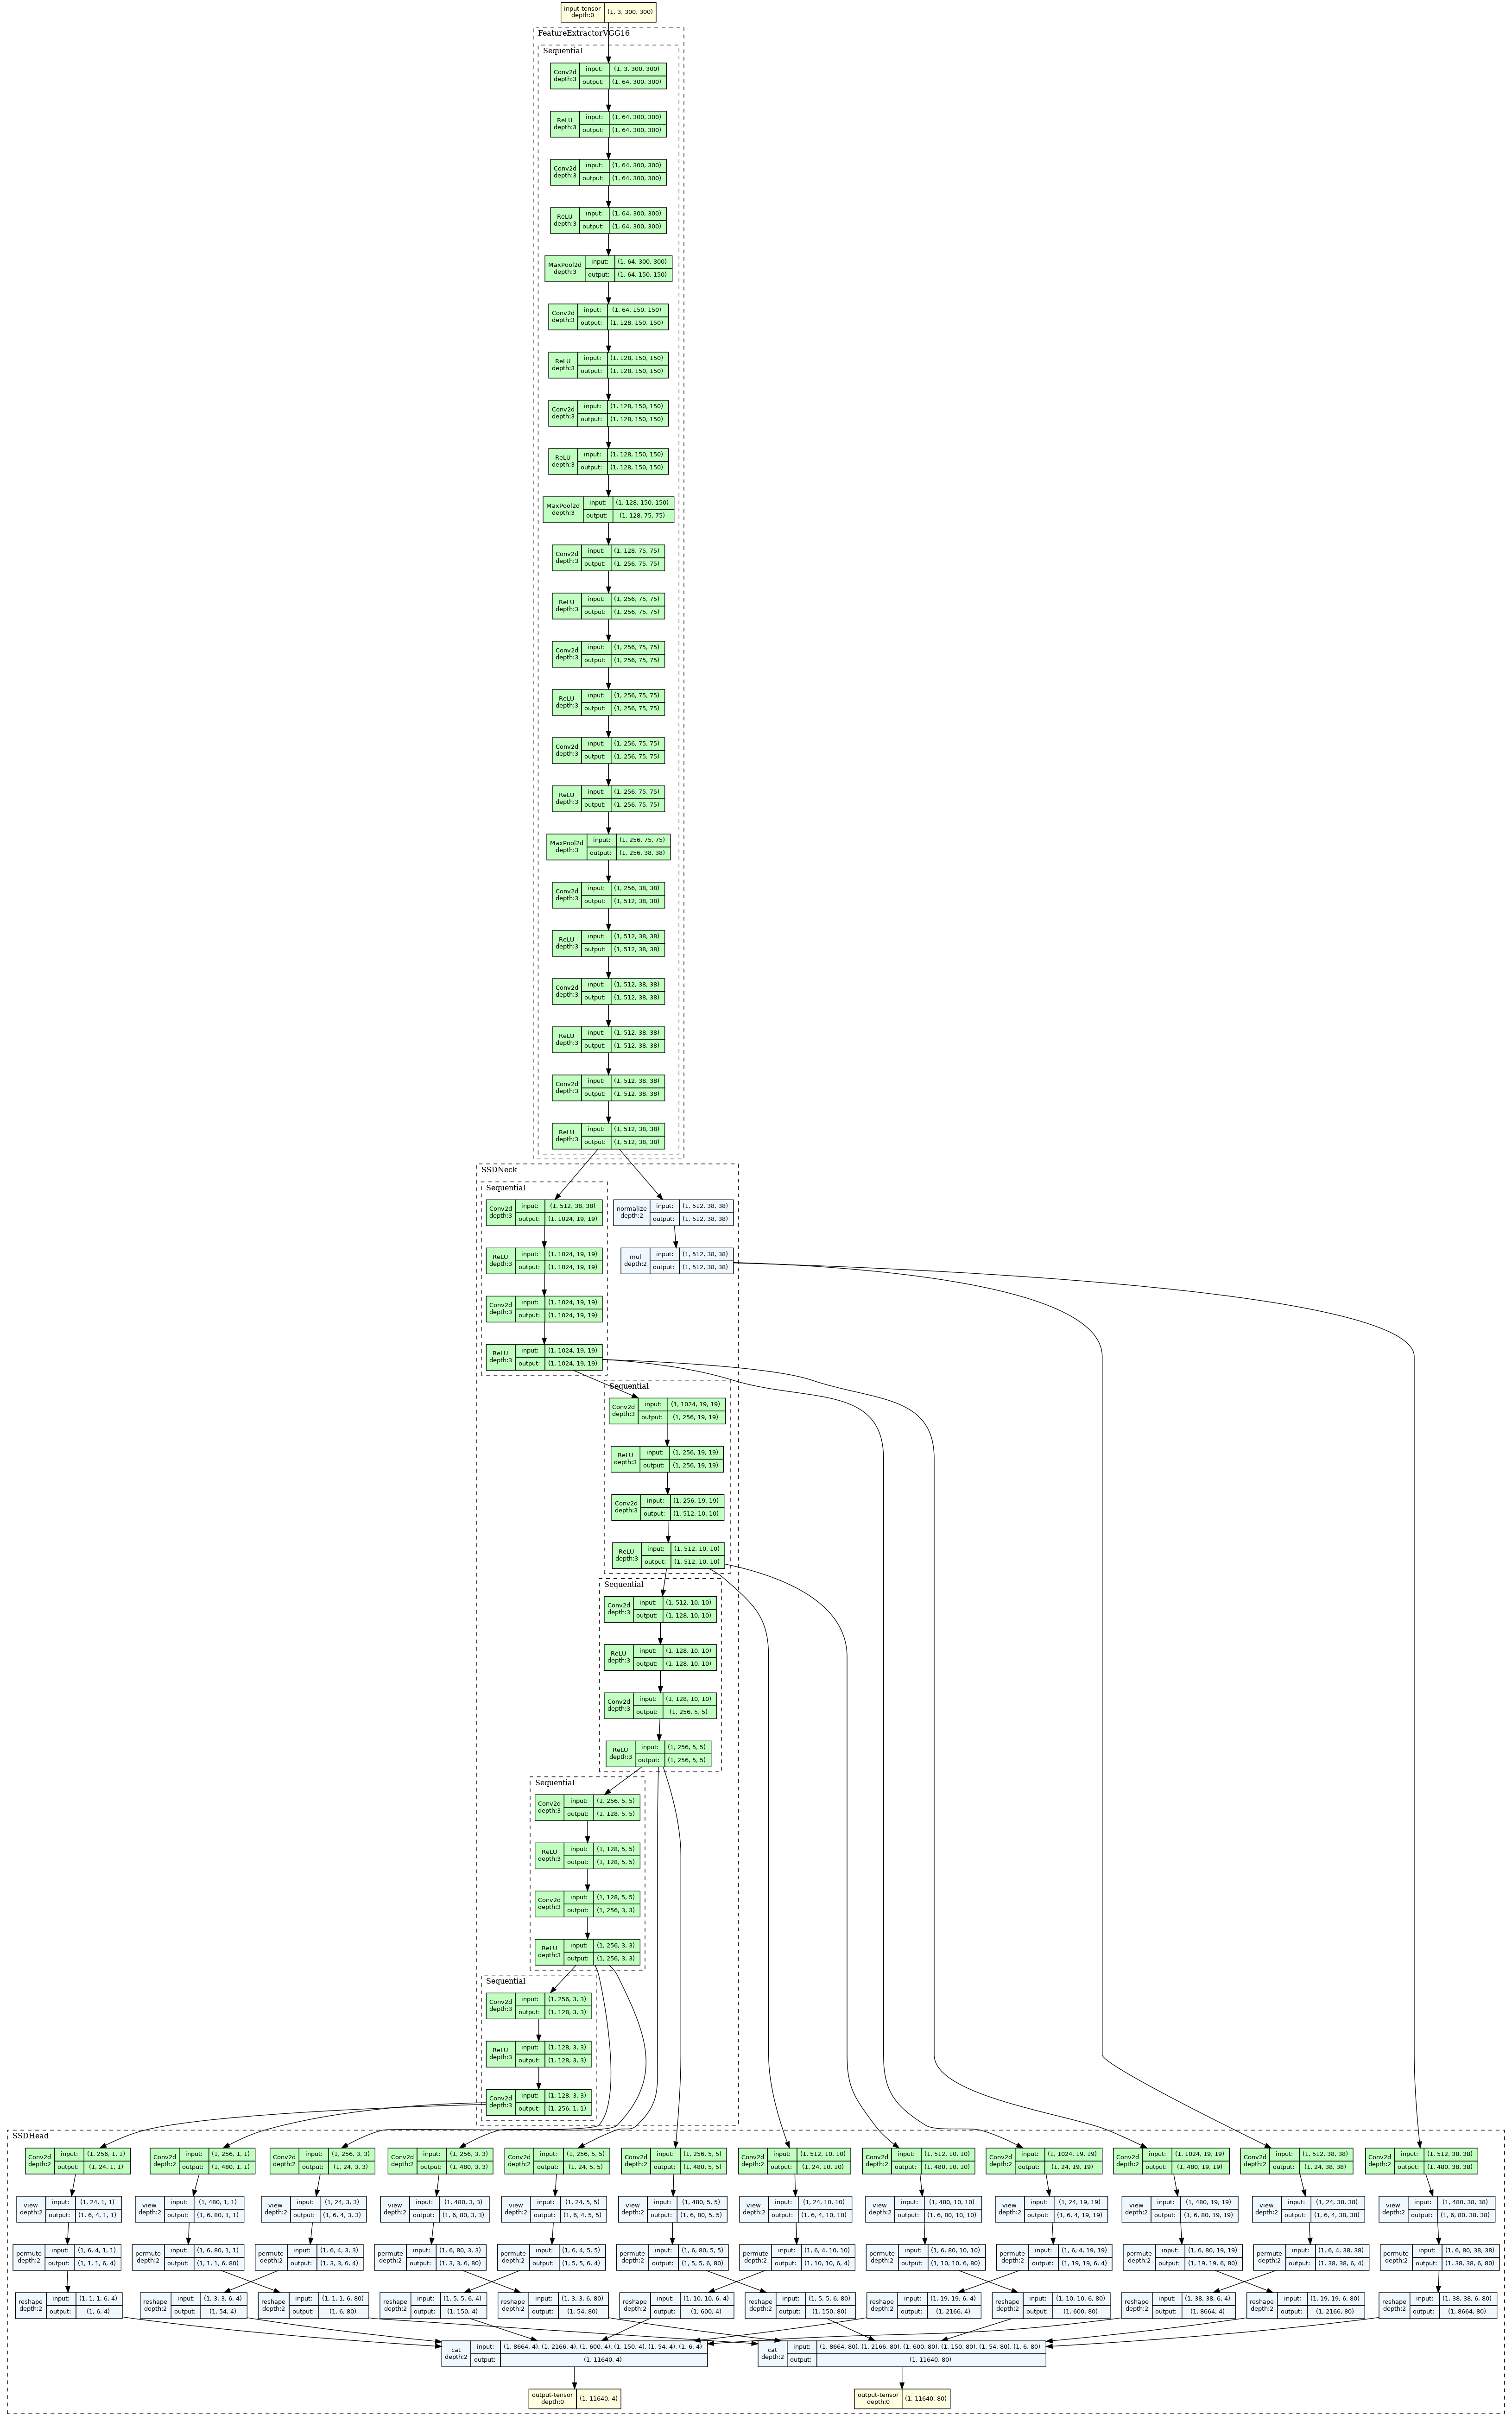 input-tensor
depth:0
(1, 3, 300, 300)
FeatureExtractorVGG16
Sequential
Conv2d
depth:3
input: (1, 3, 300, 300)
output: (1, 64, 300, 300)
ReLU
depth:3
input: (1, 64, 300, 300)
output: (1, 64, 300, 300)
Conv2d
depth:3
input: (1, 64, 300, 300)
output: (1, 64, 300, 300)
ReLU
depth:3
input: (1, 64, 300, 300)
output: (1, 64, 300, 300)
MaxPool2d
depth:3
input: (1, 64, 300, 300)
output: (1, 64, 150, 150)
Conv2d
depth:3
input: (1, 64, 150, 150)
output: (1, 128, 150, 150)
ReLU
depth:3
input: (1, 128, 150, 150)
output: (1, 128, 150, 150)
Conv2d
depth:3
input: (1, 128, 150, 150)
output: (1, 128, 150, 150)
ReLU
depth:3
input: (1, 128, 150, 150)
output: (1, 128, 150, 150)
MaxPool2d
depth:3
input: (1, 128, 150, 150)
output: (1, 128, 75, 75)
Conv2d
depth:3
input: (1, 128, 75, 75)
output: (1, 256, 75, 75)
ReLU
depth:3
input: (1, 256, 75, 75)
output: (1, 256, 75, 75)
Conv2d
depth:3
input: (1, 256, 75, 75)
output: (1, 256, 75, 75)
ReLU
depth:3
input: (1, 256, 75, 75)
output: (1, 256, 75, 75)
Conv2d
depth:3
input: (1, 256, 75, 75)
output: (1, 256, 75, 75)
ReLU
depth:3
input: (1, 256, 75, 75)
output: (1, 256, 75, 75)
MaxPool2d
depth:3
input: (1, 256, 75, 75)
output: (1, 256, 38, 38)
Conv2d
depth:3
input: (1, 256, 38, 38)
output: (1, 512, 38, 38)
ReLU
depth:3
input: (1, 512, 38, 38)
output: (1, 512, 38, 38)
Conv2d
depth:3
input: (1, 512, 38, 38)
output: (1, 512, 38, 38)
ReLU
depth:3
input: (1, 512, 38, 38)
output: (1, 512, 38, 38)
Conv2d
depth:3
input: (1, 512, 38, 38)
output: (1, 512, 38, 38)
ReLU
depth:3
input: (1, 512, 38, 38)
output: (1, 512, 38, 38)
SSDNeck
Sequential
Conv2d
depth:3
input: (1, 512, 38, 38)
output: (1, 1024, 19, 19)
normalize
depth:2
input: (1, 512, 38, 38)
output: (1, 512, 38, 38)
ReLU
depth:3
input: (1, 1024, 19, 19)
output: (1, 1024, 19, 19)
mul
depth:2
input: (1, 512, 38, 38)
output: (1, 512, 38, 38)
Conv2d
depth:3
input: (1, 1024, 19, 19)
output: (1, 1024, 19, 19)
ReLU
depth:3
input: (1, 1024, 19, 19)
output: (1, 1024, 19, 19)
Sequential
Conv2d
depth:3
input: (1, 1024, 19, 19)
output: (1, 256, 19, 19)
ReLU
depth:3
input: (1, 256, 19, 19)
output: (1, 256, 19, 19)
Conv2d
depth:3
input: (1, 256, 19, 19)
output: (1, 512, 10, 10)
ReLU
depth:3
input: (1, 512, 10, 10)
output: (1, 512, 10, 10)
Sequential
Conv2d
depth:3
input: (1, 512, 10, 10)
output: (1, 128, 10, 10)
ReLU
depth:3
input: (1, 128, 10, 10)
output: (1, 128, 10, 10)
Conv2d
depth:3
input: (1, 128, 10, 10)
output: (1, 256, 5, 5)
ReLU
depth:3
input: (1, 256, 5, 5)
output: (1, 256, 5, 5)
Sequential
Conv2d
depth:3
input: (1, 256, 5, 5)
output: (1, 128, 5, 5)
ReLU
depth:3
input: (1, 128, 5, 5)
output: (1, 128, 5, 5)
Conv2d
depth:3
input: (1, 128, 5, 5)
output: (1, 256, 3, 3)
ReLU
depth:3
input: (1, 256, 3, 3)
output: (1, 256, 3, 3)
Sequential
Conv2d
depth:3
input: (1, 256, 3, 3)
output: (1, 128, 3, 3)
ReLU
depth:3
input: (1, 128, 3, 3)
output: (1, 128, 3, 3)
Conv2d
depth:3
input: (1, 128, 3, 3)
output: (1, 256, 1, 1)
SSDHead
Conv2d
depth:2
input: (1, 256, 1, 1)
output: (1, 24, 1, 1)
Conv2d
depth:2
input: (1, 256, 1, 1)
output: (1, 480, 1, 1)
Conv2d
depth:2
input: (1, 256, 3, 3)
output: (1, 24, 3, 3)
Conv2d
depth:2
input: (1, 256, 3, 3)
output: (1, 480, 3, 3)
Conv2d
depth:2
input: (1, 256, 5, 5)
output: (1, 24, 5, 5)
Conv2d
depth:2
input: (1, 256, 5, 5)
output: (1, 480, 5, 5)
Conv2d
depth:2
input: (1, 512, 10, 10)
output: (1, 24, 10, 10)
Conv2d
depth:2
input: (1, 512, 10, 10)
output: (1, 480, 10, 10)
Conv2d
depth:2
input: (1, 1024, 19, 19)
output: (1, 24, 19, 19)
Conv2d
depth:2
input: (1, 1024, 19, 19)
output: (1, 480, 19, 19)
Conv2d
depth:2
input: (1, 512, 38, 38)
output: (1, 24, 38, 38)
Conv2d
depth:2
input: (1, 512, 38, 38)
output: (1, 480, 38, 38)
view
depth:2
input: (1, 24, 1, 1)
output: (1, 6, 4, 1, 1)
view
depth:2
input: (1, 480, 1, 1)
output: (1, 6, 80, 1, 1)
view
depth:2
input: (1, 24, 3, 3)
output: (1, 6, 4, 3, 3)
view
depth:2
input: (1, 480, 3, 3)
output: (1, 6, 80, 3, 3)
view
depth:2
input: (1, 24, 5, 5)
output: (1, 6, 4, 5, 5)
view
depth:2
input: (1, 480, 5, 5)
output: (1, 6, 80, 5, 5)
view
depth:2
input: (1, 24, 10, 10)
output: (1, 6, 4, 10, 10)
view
depth:2
input: (1, 480, 10, 10)
output: (1, 6, 80, 10, 10)
view
depth:2
input: (1, 24, 19, 19)
output: (1, 6, 4, 19, 19)
view
depth:2
input: (1, 480, 19, 19)
output: (1, 6, 80, 19, 19)
view
depth:2
input: (1, 24, 38, 38)
output: (1, 6, 4, 38, 38)
view
depth:2
input: (1, 480, 38, 38)
output: (1, 6, 80, 38, 38)
permute
depth:2
input: (1, 6, 4, 1, 1)
output: (1, 1, 1, 6, 4)
permute
depth:2
input: (1, 6, 80, 1, 1)
output: (1, 1, 1, 6, 80)
permute
depth:2
input: (1, 6, 4, 3, 3)
output: (1, 3, 3, 6, 4)
permute
depth:2
input: (1, 6, 80, 3, 3)
output: (1, 3, 3, 6, 80)
permute
depth:2
input: (1, 6, 4, 5, 5)
output: (1, 5, 5, 6, 4)
permute
depth:2
input: (1, 6, 80, 5, 5)
output: (1, 5, 5, 6, 80)
permute
depth:2
input: (1, 6, 4, 10, 10)
output: (1, 10, 10, 6, 4)
permute
depth:2
input: (1, 6, 80, 10, 10)
output: (1, 10, 10, 6, 80)
permute
depth:2
input: (1, 6, 4, 19, 19)
output: (1, 19, 19, 6, 4)
permute
depth:2
input: (1, 6, 80, 19, 19)
output: (1, 19, 19, 6, 80)
permute
depth:2
input: (1, 6, 4, 38, 38)
output: (1, 38, 38, 6, 4)
permute
depth:2
input: (1, 6, 80, 38, 38)
output: (1, 38, 38, 6, 80)
reshape
depth:2
input: (1, 1, 1, 6, 4)
output: (1, 6, 4)
reshape
depth:2
input: (1, 3, 3, 6, 4)
output: (1, 54, 4)
reshape
depth:2
input: (1, 1, 1, 6, 80)
output: (1, 6, 80)
reshape
depth:2
input: (1, 5, 5, 6, 4)
output: (1, 150, 4)
reshape
depth:2
input: (1, 3, 3, 6, 80)
output: (1, 54, 80)
reshape
depth:2
input: (1, 10, 10, 6, 4)
output: (1, 600, 4)
reshape
depth:2
input: (1, 5, 5, 6, 80)
output: (1, 150, 80)
reshape
depth:2
input: (1, 19, 19, 6, 4)
output: (1, 2166, 4)
reshape
depth:2
input: (1, 10, 10, 6, 80)
output: (1, 600, 80)
reshape
depth:2
input: (1, 38, 38, 6, 4)
output: (1, 8664, 4)
reshape
depth:2
input: (1, 19, 19, 6, 80)
output: (1, 2166, 80)
reshape
depth:2
input: (1, 38, 38, 6, 80)
output: (1, 8664, 80)
cat
depth:2
input: (1, 8664, 4), (1, 2166, 4), (1, 600, 4), (1, 150, 4), (1, 54, 4), (1, 6, 4)
output: (1, 11640, 4)
cat
depth:2
input: (1, 8664, 80), (1, 2166, 80), (1, 600, 80), (1, 150, 80), (1, 54, 80), (1, 6, 80)
output: (1, 11640, 80)
output-tensor
depth:0
(1, 11640, 4)
output-tensor
depth:0
(1, 11640, 80)